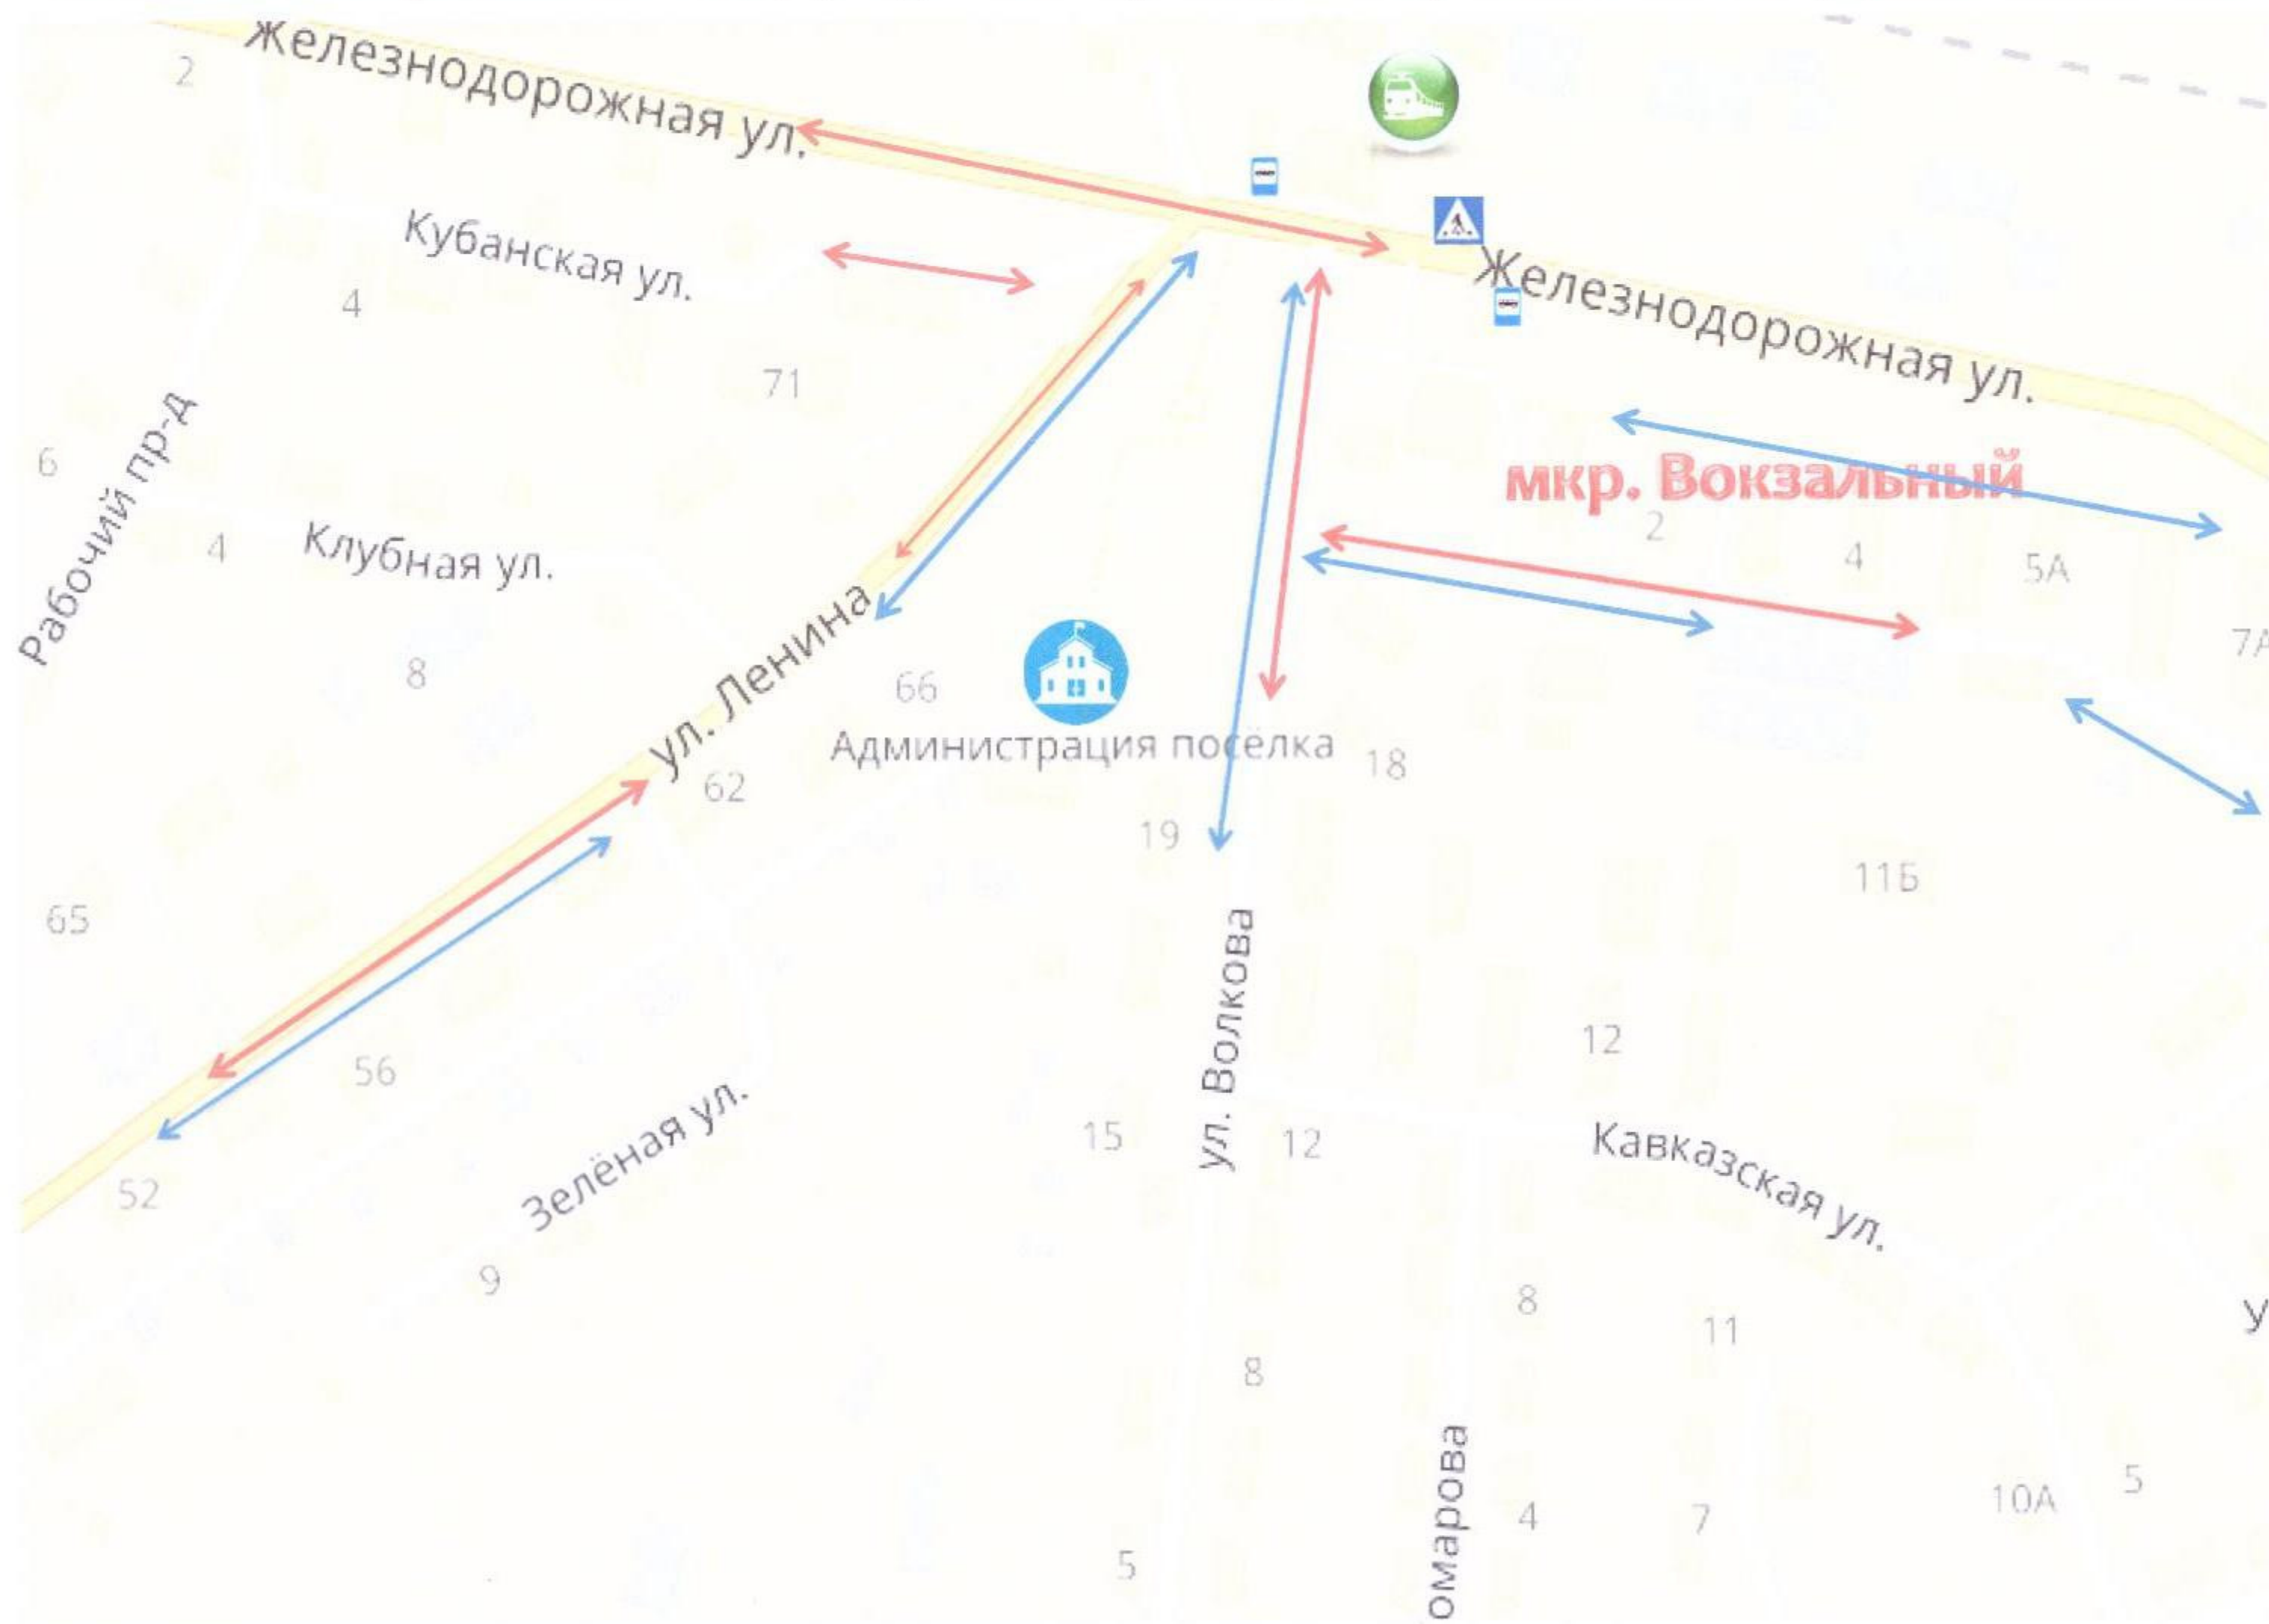 Железнодорожная ул.
2
Кубанская ул.
4
Железнодорожная ул.
71
Рабочий пр-д
6
мкр. Вокзальный
2
4
5А
4
Клубная ул.
7А
8
ул. Ленина
66
Администрация посёлка
18
62
19
11Б
65
ул. Волкова
12
56
Зелёная ул.
15
12
Кавказская ул.
52
9
8
11
У
8
омарова
5
10А
4
7
5